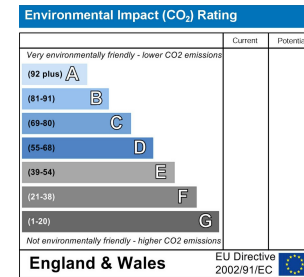 Environmental Impact (CO₂) Rating
Current Potentia
Very environmentally friendly - lower CO2 emissions
(92 plus) A
(81-91) B
(69-80) C
(55-68) D
(39-54) E
(21-38) F
(1-20) G
Not environmentally friendly - higher CO2 emissions
England & Wales
EU Directive
2002/91/EC